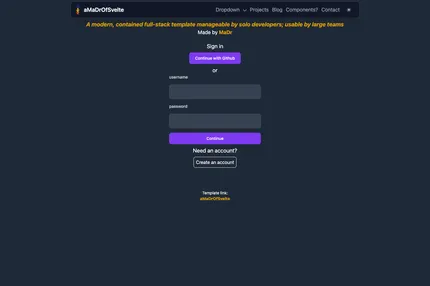 aMaDrOfSvelte
Dropdown Projects Blog Components? Contact
A modern, contained full-stack template manageable by solo developers; usable by large teams
Made by MaDr
Sign in
Continue with Github
or
username
password
Continue
Need an account?
Create an account
Template link:
aMaDrOfSvelte